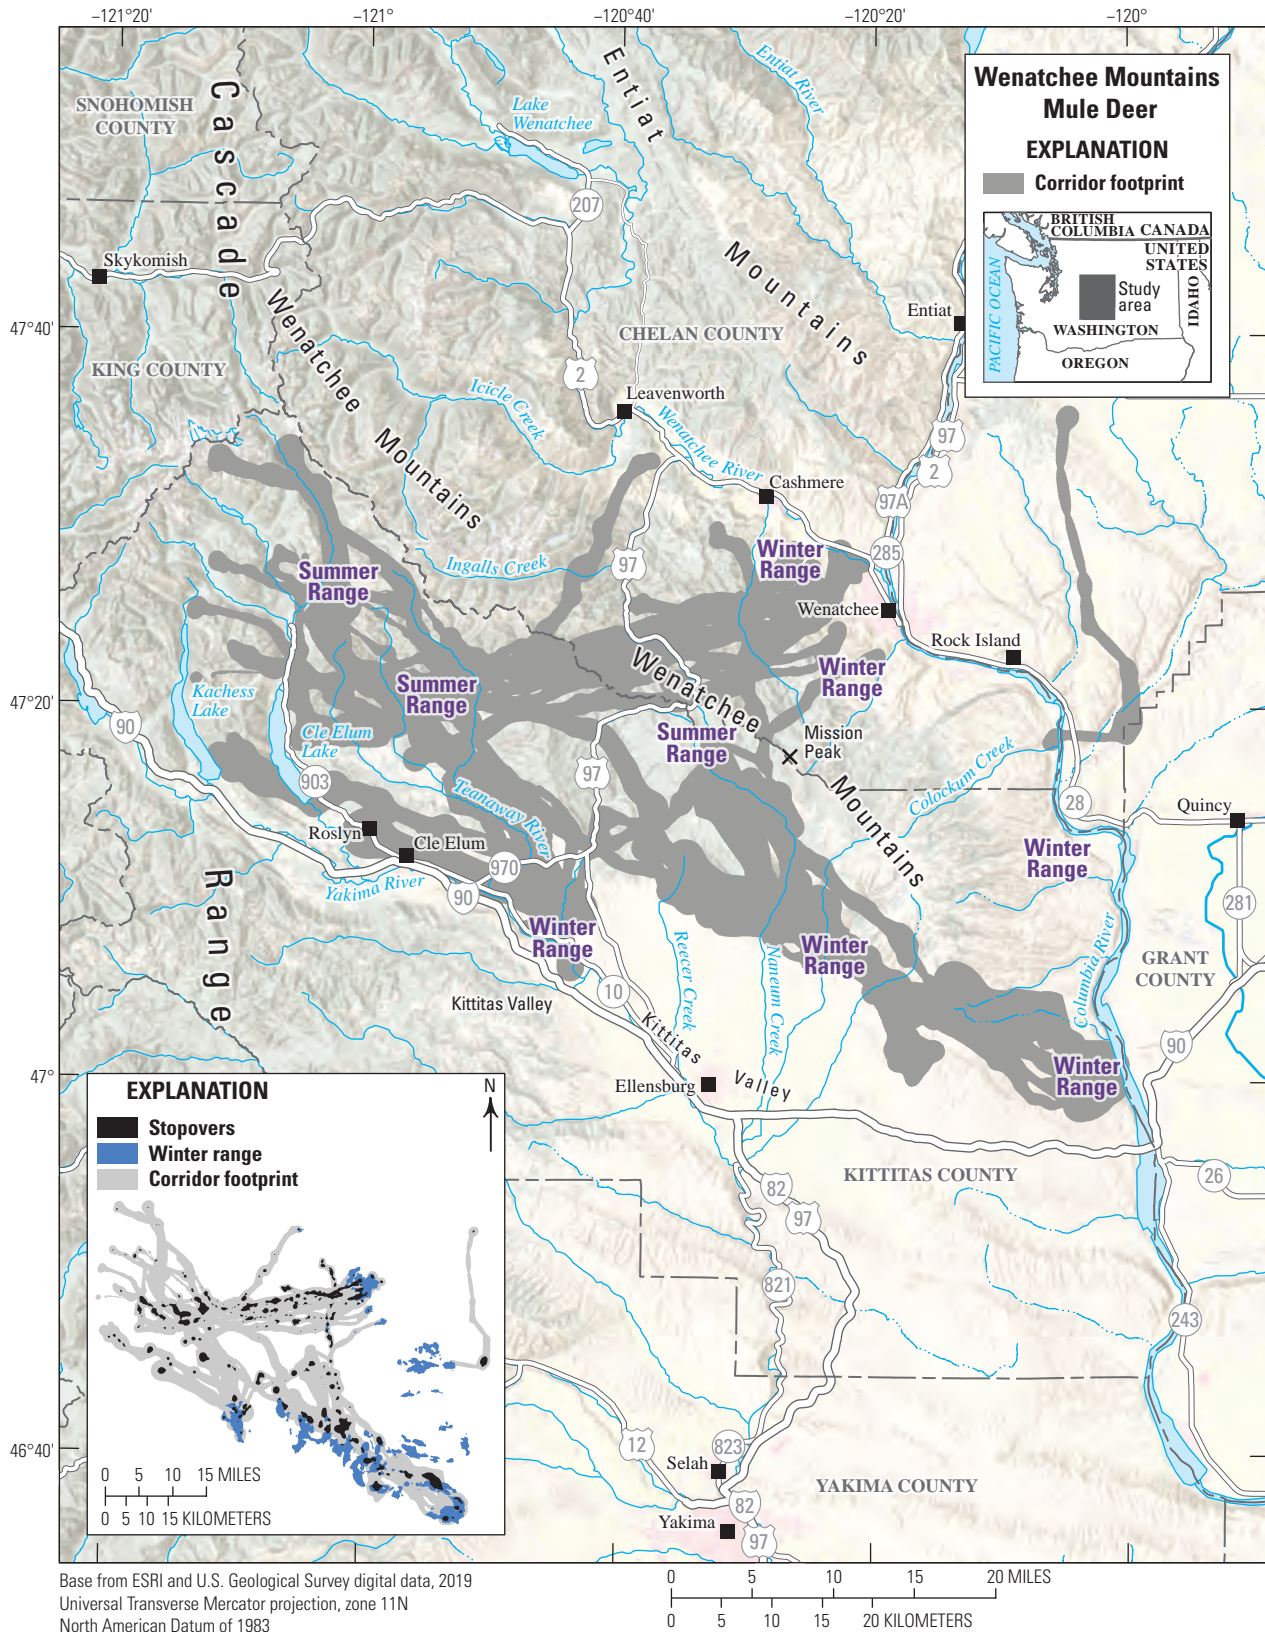 −121°20'
−121°
−120°40'
−120°20'
−120°
Wenatchee Mountains
Mule Deer
EXPLANATION
Corridor footprint
BRITISH
COLUMBIA
CANADA
UNITED
STATES
PACIFIC OCEAN
Study
area
IDAHO
WASHINGTON
OREGON
SNOHOMISH
COUNTY
Cascade
Entiat
Entiat River
Lake
Wenatchee
207
Skykomish
Wenatchee
Mountains
Mountains
Entiat
47°40'
CHELAN COUNTY
KING COUNTY
2
Icicle Creek
Leavenworth
Wenatchee River
97
2
Cashmere
97A
Ingalls Creek
97
285
Winter
Range
Summer
Range
Wenatchee
Rock Island
Wenatchee
Winter
Range
Summer
Range
47°20'
Kachess
Lake
90
Cle Elum
Lake
Summer
Range
Mission
Peak
Mountains
Colockum Creek
903
97
Teanaway River
28
Quincy
Roslyn
Cle Elum
970
Winter
Range
Yakima River
90
Range
281
Winter
Range
Winter
Range
Reecer Creek
Naneum Creek
Columbia River
GRANT
COUNTY
Kittitas Valley
10
Kittitas
Valley
90
47°
Ellensburg
Winter
Range
EXPLANATION
N
Stopovers
Winter range
Corridor footprint
KITTITAS COUNTY
26
82
97
821
243
0 5 10 15 MILES
0 5 10 15 KILOMETERS
46°40'
12
823
Selah
YAKIMA COUNTY
82
Yakima
97
Base from ESRI and U.S. Geological Survey digital data, 2019
Universal Transverse Mercator projection, zone 11N
North American Datum of 1983
0 5 10 15 20 MILES
0 5 10 15 20 KILOMETERS